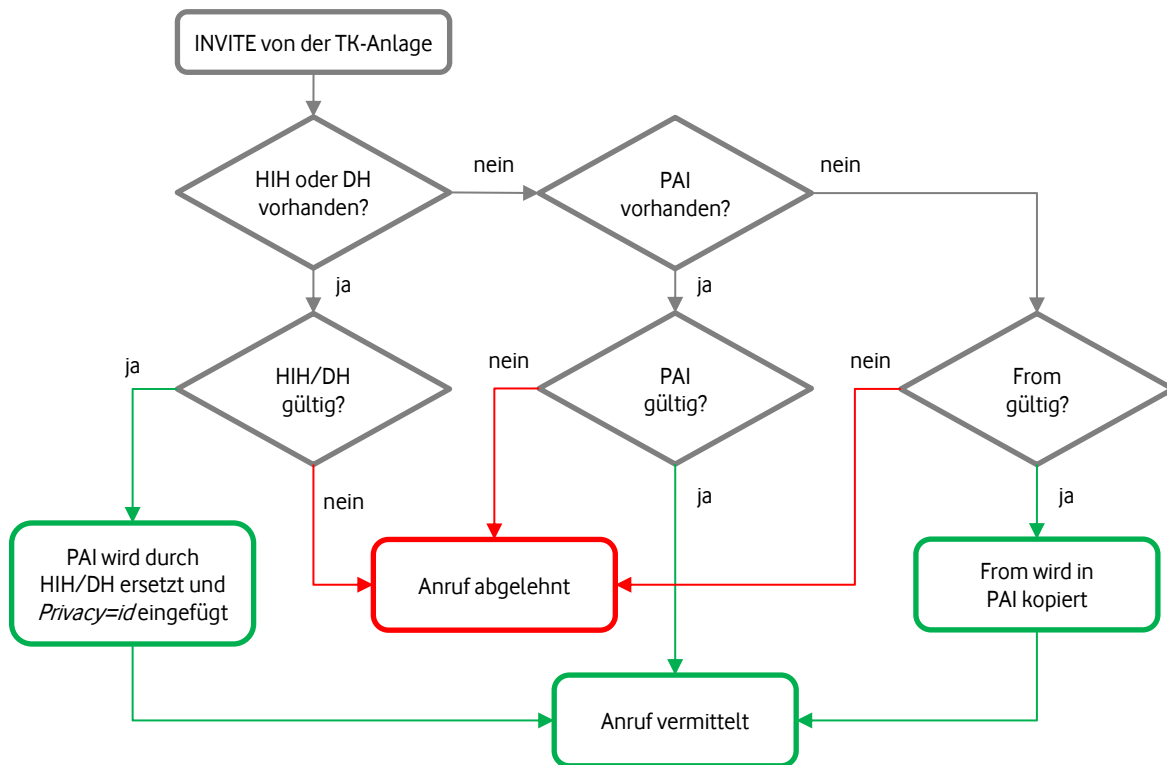 INVITE von der TK-Anlage
HIH oder DH
vorhanden?
nein
PAI
vorhanden?
nein
ja
ja
ja
HIH/DH
gültig?
nein
PAI
gültig?
nein
From
gültig?
nein
ja
ja
PAI wird durch
HIH/DH ersetzt und
Privacy=id eingefügt
Anruf abgelehnt
From wird in
PAI kopiert
Anruf vermittelt